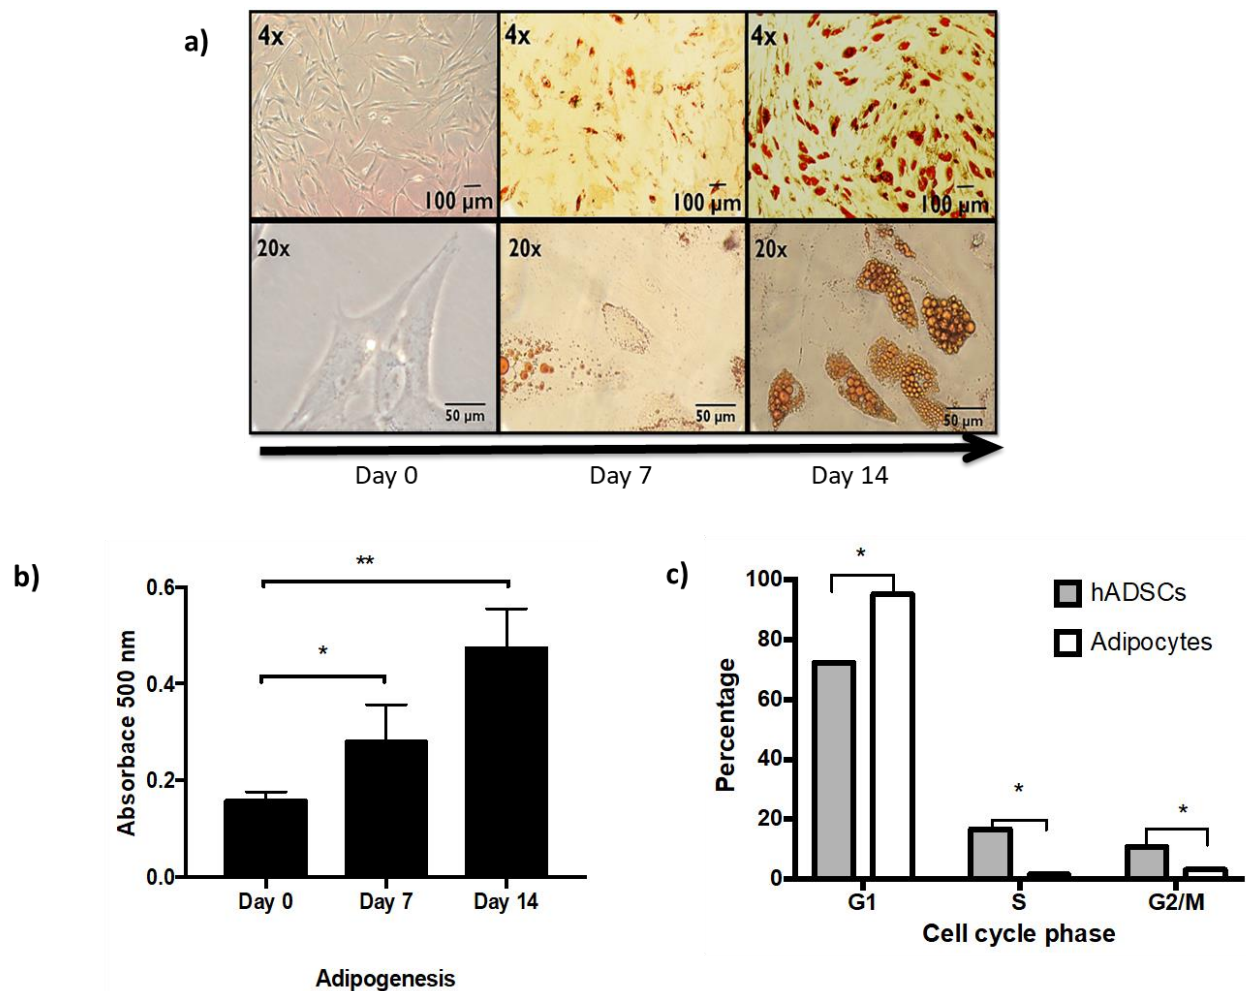 a)
4x
4x
4x
100 µm
100 µm
100 µm
20x
20x
20x
50 µm
50 µm
50 µm
Day 0
Day 7
Day 14
b)
**
*
0.6
0.4
0.2
0.0
Absorbace 500 nm
Day 0
Day 7
Day 14
Adipogenesis
c)
*
*
*
100
80
60
40
20
0
Percentage
hADSCs
Adipocytes
G1
S
G2/M
Cell cycle phase